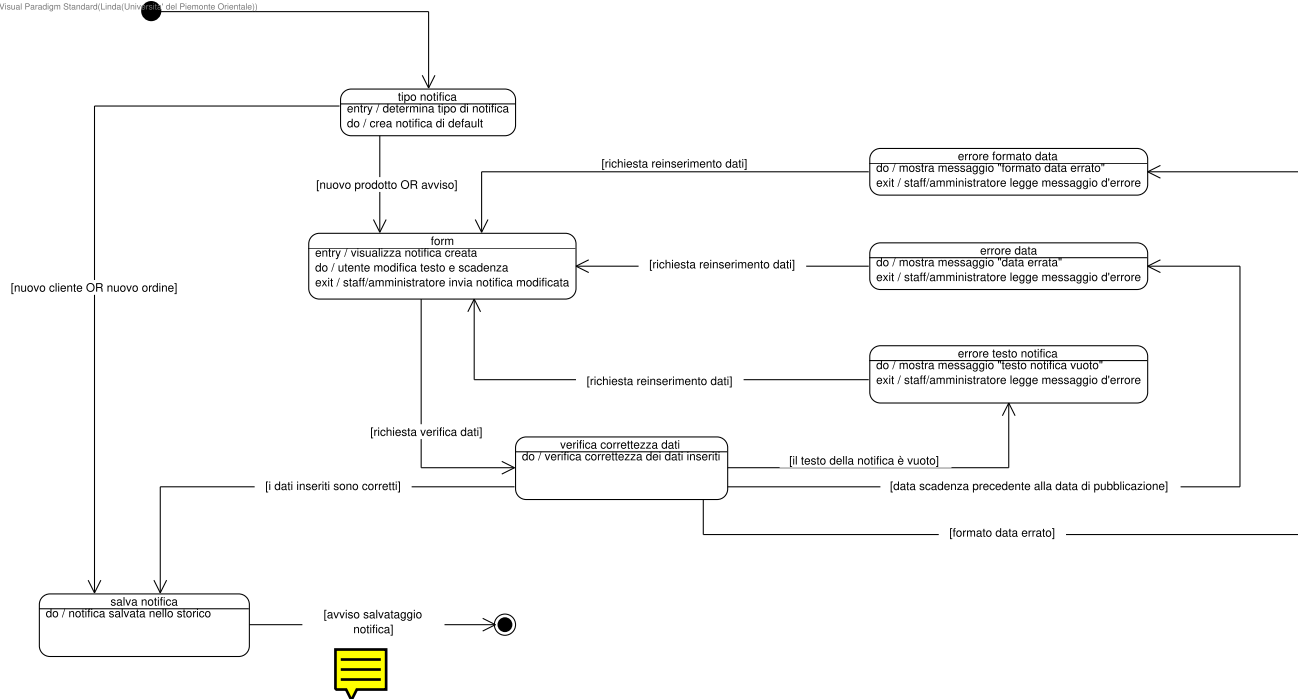 Visual Paradigm Standard(Linda(Universita' del Piemonte Orientale))
tipo notifica
entry / determina tipo di notifica
do / crea notifica di default
errore formato data
do / mostra messaggio "formato data errato"
exit / staff/amministratore legge messaggio d'errore
[richiesta reinserimento dati]
[nuovo prodotto OR avviso]
form
entry / visualizza notifica creata
do / utente modifica testo e scadenza
exit / staff/amministratore invia notifica modificata
errore data
do / mostra messaggio "data errata"
exit / staff/amministratore legge messaggio d'errore
[richiesta reinserimento dati]
[nuovo cliente OR nuovo ordine]
errore testo notifica
do / mostra messaggio "testo notifica vuoto"
exit / staff/amministratore legge messaggio d'errore
[richiesta reinserimento dati]
[richiesta verifica dati]
verifica correttezza dati
do / verifica correttezza dei dati inseriti
[il testo della notifica è vuoto]
[i dati inseriti sono corretti]
[data scadenza precedente alla data di pubblicazione]
[formato data errato]
salva notifica
do / notifica salvata nello storico
[avviso salvataggio
notifica]